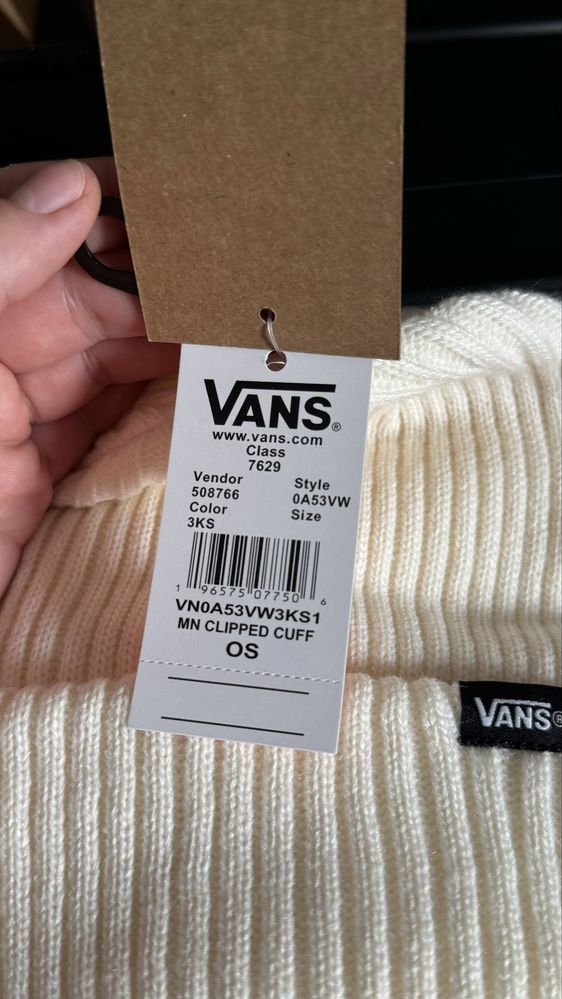 VANS®
www.vans.com
Class
7629
Vendor Style
508766 0A53VW
Color Size
3KS
1 96575 07750 6
VN0A53VW3KS1
MN CLIPPED CUFF
OS
VANS®